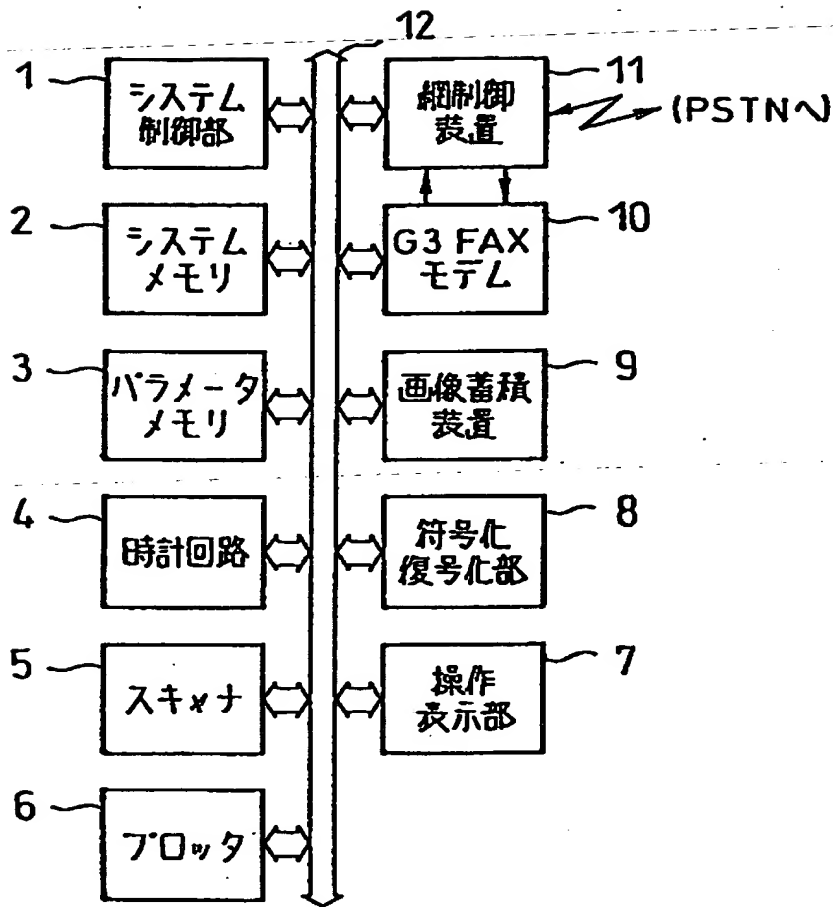 12
1
システム
制御部
11
網制御
装置
(PSTNへ)
2
システム
メモリ
10
G3 FAX
モデム
3
パラメータ
メモリ
9
画像蓄積
装置
4
時計回路
8
符号化
復号化部
5
スキャナ
7
操作
表示部
6
プロッタ